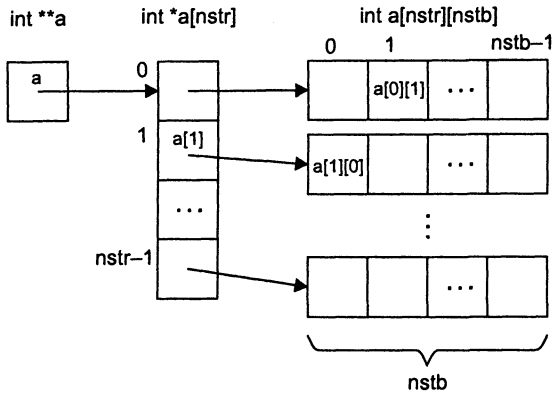 int **a int *a[nstr] int a[nstr][nstb]
0 1 nstb–1
a 0 a[0][1] ...
1 a[1] a[1][0] ...
...
nstr–1 ...
nstb